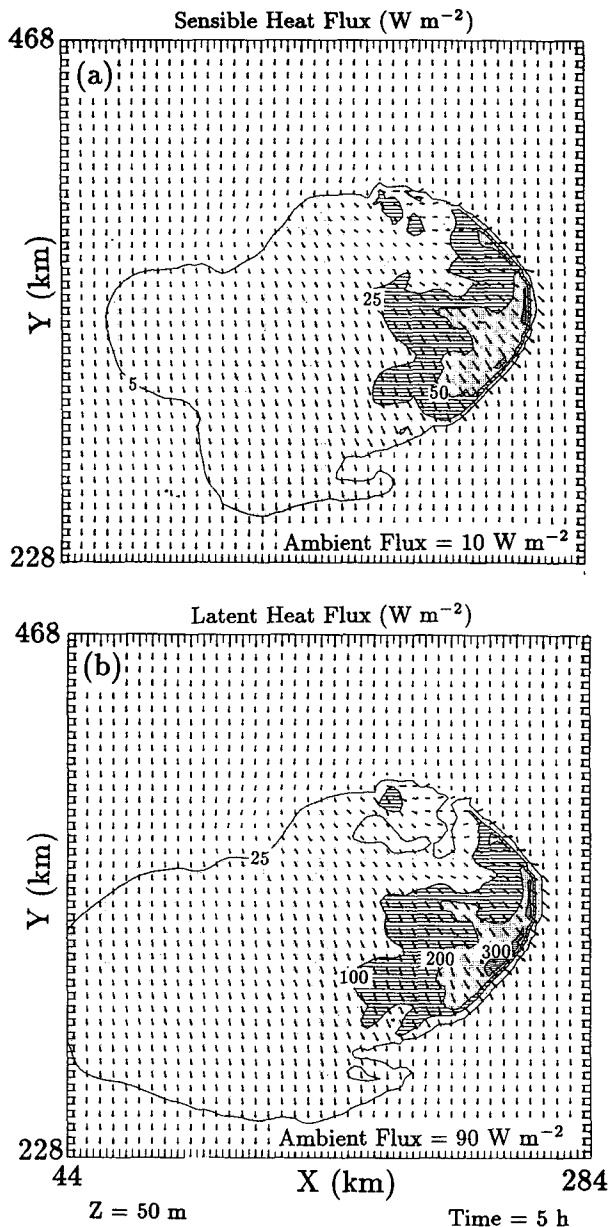 Sensible Heat Flux (W m⁻²)
468
(a)
Y (km)
25
5
50
Ambient Flux = 10 W m⁻²
228
Latent Heat Flux (W m⁻²)
468
(b)
25
Y (km)
300
200
100
Ambient Flux = 90 W m⁻²
228
44
X (km)
284
Z = 50 m
Time = 5 h